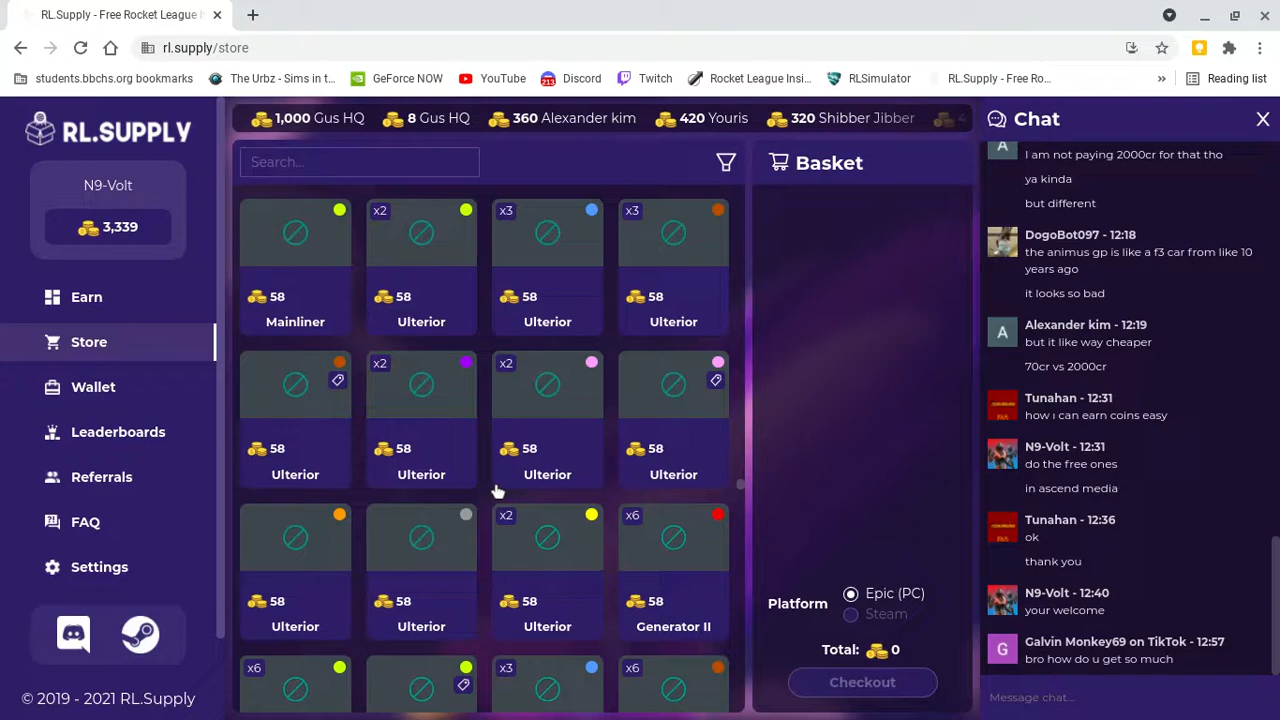 RL.Supply - Free Rocket League I
rl.supply/store
students.bbchs.org bookmarks
The Urbz - Sims in t...
GeForce NOW
YouTube
213
Discord
Twitch
Rocket League Insi...
RLSimulator
RL.Supply - Free Ro...
»
Reading list
RL.SUPPLY
N9-Volt
3,339
Earn
Store
Wallet
Leaderboards
Referrals
FAQ
Settings
© 2019 - 2021 RL.Supply
1,000 Gus HQ
8 Gus HQ
360 Alexander kim
420 Youris
320 Shibber Jibber
4
Search...
58
Mainliner
x2
58
Ulterior
x3
58
Ulterior
x3
58
Ulterior
58
Ulterior
x2
58
Ulterior
x2
58
Ulterior
58
Ulterior
58
Ulterior
58
Ulterior
x2
58
Ulterior
x6
58
Generator II
x6
x3
x6
Basket
Platform
Epic (PC)
Steam
Total: 0
Checkout
Chat
A
I am not paying 2000cr for that tho
ya kinda
but different
DogoBot097 - 12:18
the animus gp is like a f3 car from like 10
years ago
it looks so bad
A
Alexander kim - 12:19
but it like way cheaper
70cr vs 2000cr
Tunahan - 12:31
how ı can earn coins easy
N9-Volt - 12:31
do the free ones
in ascend media
Tunahan - 12:36
ok
thank you
N9-Volt - 12:40
your welcome
G
Galvin Monkey69 on TikTok - 12:57
bro how do u get so much
Message chat...